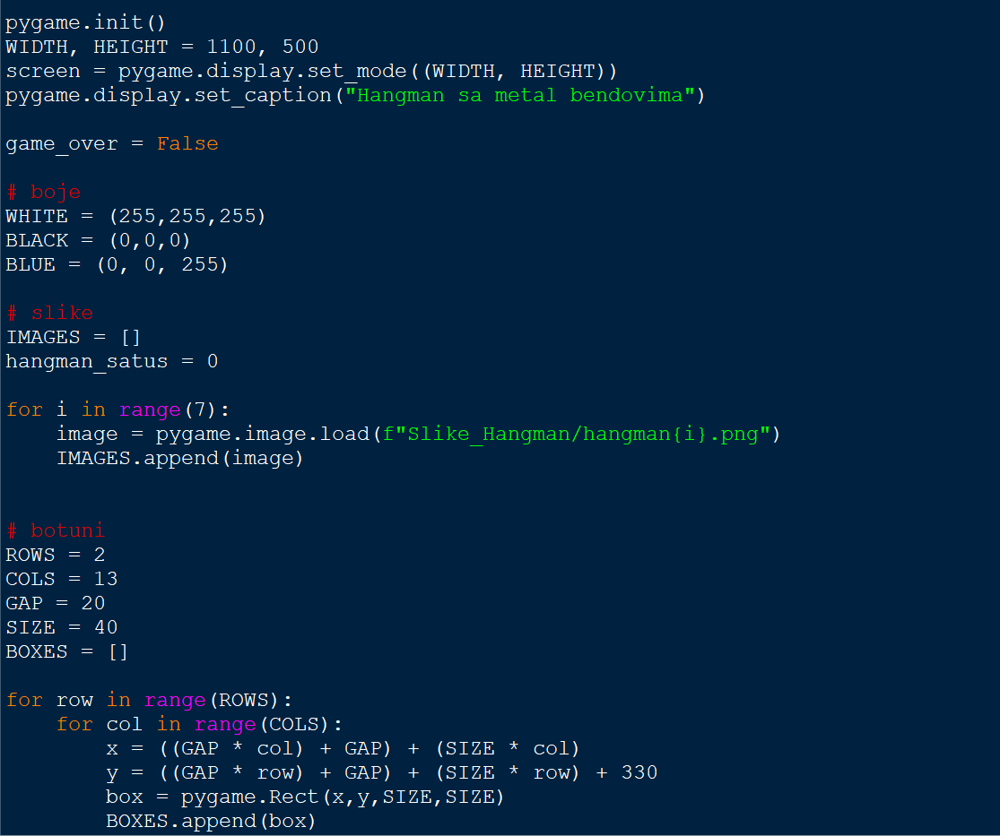 pygame.init()
WIDTH, HEIGHT = 1100, 500
screen = pygame.display.set_mode((WIDTH, HEIGHT))
pygame.display.set_caption("Hangman sa metal bendovima")

game_over = False

# boje
WHITE = (255,255,255)
BLACK = (0,0,0)
BLUE = (0, 0, 255)

# slike
IMAGES = []
hangman_satus = 0

for i in range(7):
    image = pygame.image.load(f"Slike_Hangman/hangman{i}.png")
    IMAGES.append(image)


# botuni
ROWS = 2
COLS = 13
GAP = 20
SIZE = 40
BOXES = []

for row in range(ROWS):
    for col in range(COLS):
        x = ((GAP * col) + GAP) + (SIZE * col)
        y = ((GAP * row) + GAP) + (SIZE * row) + 330
        box = pygame.Rect(x,y,SIZE,SIZE)
        BOXES.append(box)